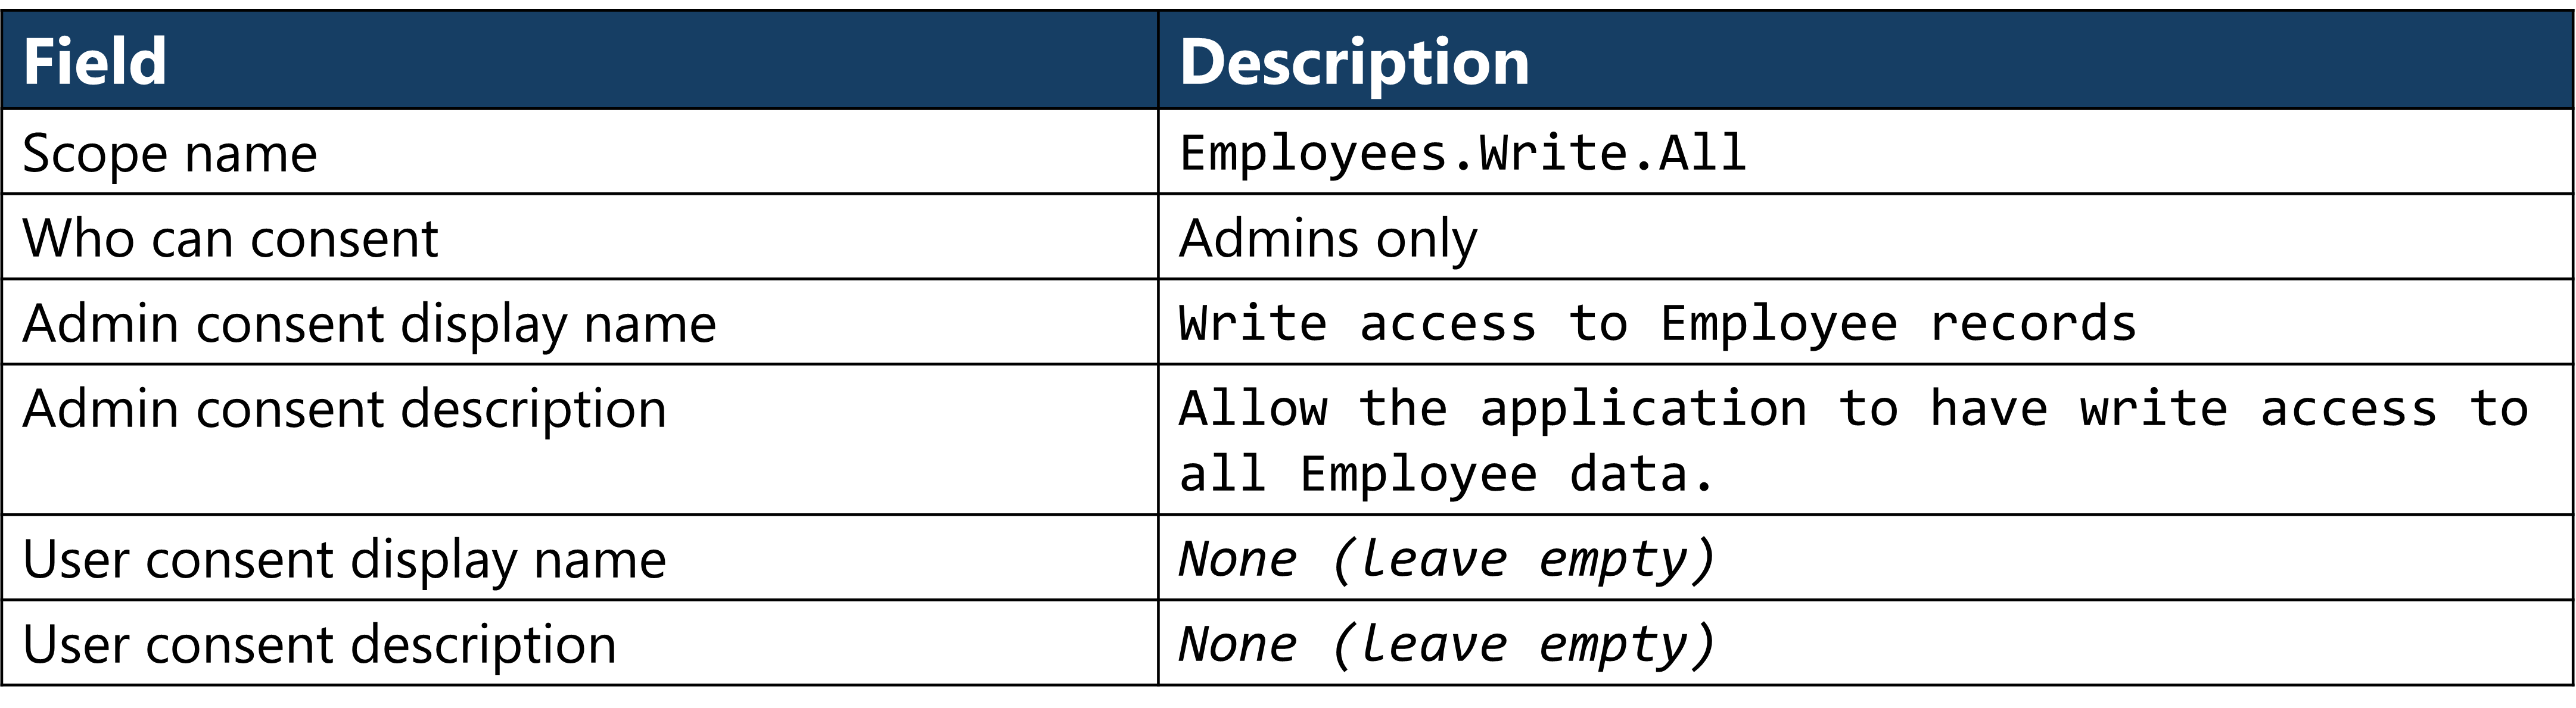 Field Description
Scope name Employees.Write.All
Who can consent Admins only
Admin consent display name Write access to Employee records
Admin consent description Allow the application to have write access to
all Employee data.
User consent display name None (leave empty)
User consent description None (leave empty)